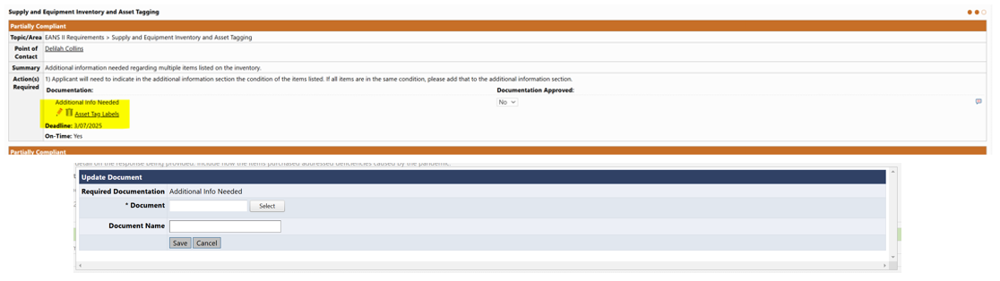 Supply and Equipment Inventory and Asset Tagging
Partially Compliant
Topic/Area EANS II Requirements > Supply and Equipment Inventory and Asset Tagging
Point of Contact Delilah Collins
Summary Additional information needed regarding multiple items listed on the inventory.
Action(s) Required 1) Applicant will need to indicate in the additional information section the condition of the items listed. If all items are in the same condition, please add that to the additional information section.
Documentation: Documentation Approved:
Additional Info Needed No
Asset Tag Labels
Deadline: 3/07/2025
On-Time: Yes
Partially Compliant
detail on the response being provided. Include how the items purchased addressed deficiencies caused by the pandemic.
Update Document
Required Documentation Additional Info Needed
* Document Select
Document Name
Save Cancel